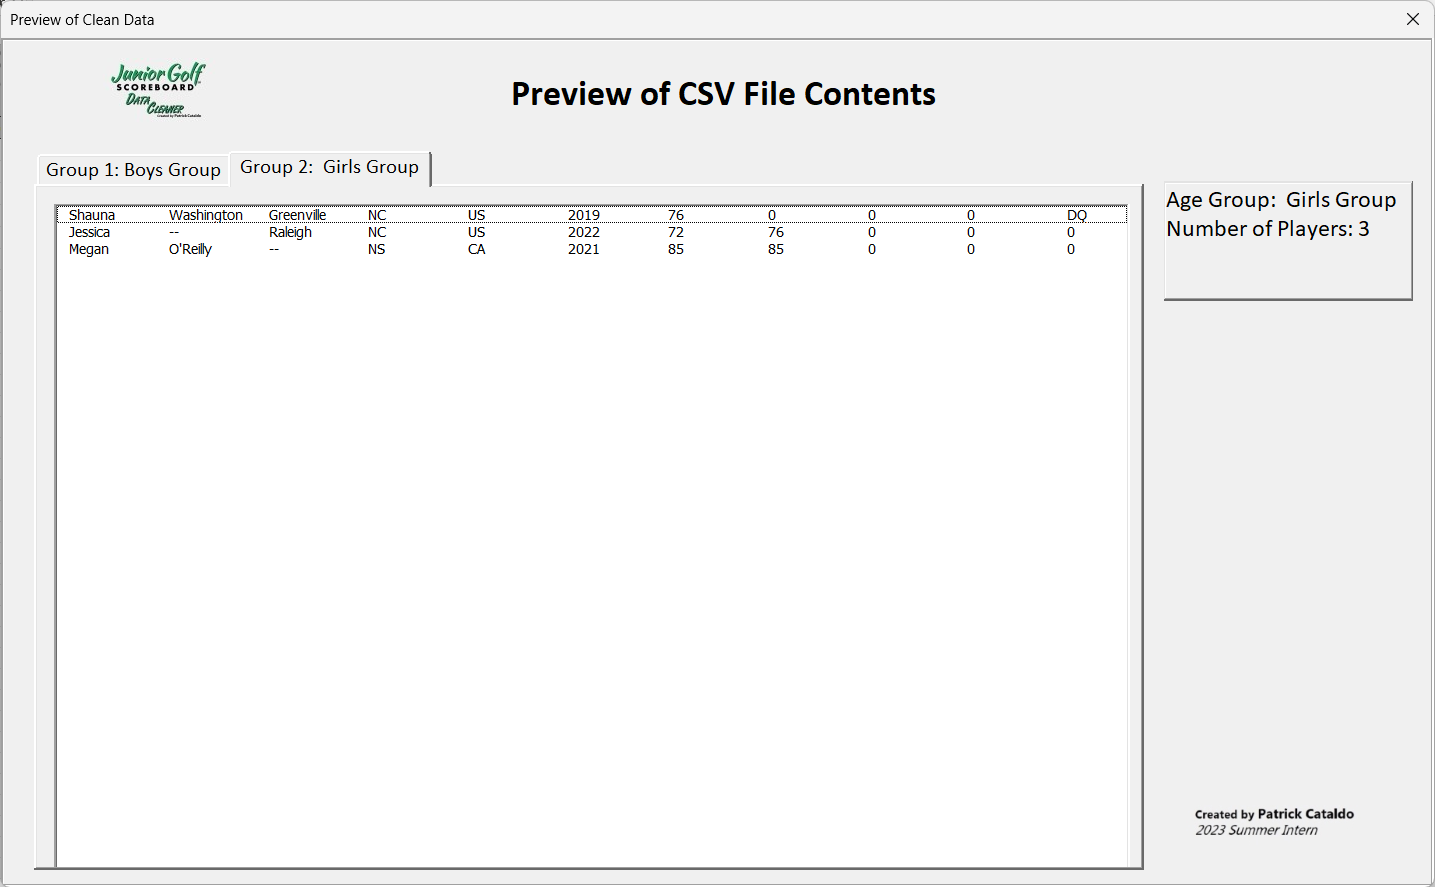 Preview of Clean Data
Junior Golf
SCOREBOARD
DATA CLEANER
Created by Patrick Cataldo
Preview of CSV File Contents
Group 1: Boys Group Group 2: Girls Group
Shauna Washington Greenville NC US 2019 76 0 0 0 DQ
Jessica -- Raleigh NC US 2022 72 76 0 0 0
Megan O'Reilly -- NS CA 2021 85 85 0 0 0
Age Group: Girls Group
Number of Players: 3
Created by Patrick Cataldo
2023 Summer Intern